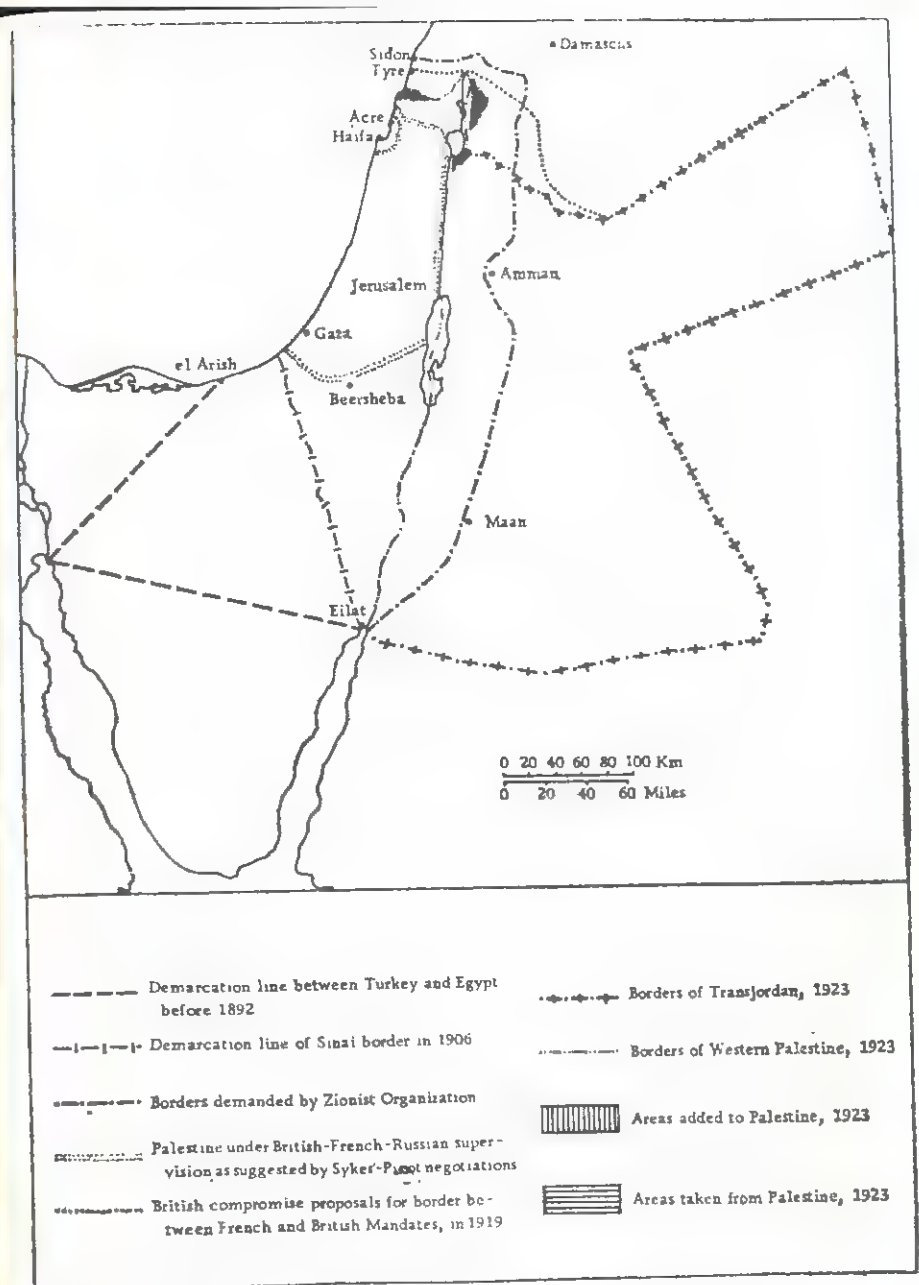 Sidon
Damascus
Tyre
Acre
Haifa
Amman
Jerusalem
Gaza
el Arish
Beersheba
Maan
Eilat
0 20 40 60 80 100 Km
0 20 40 60 Miles
Demarcation line between Turkey and Egypt
before 1892
Demarcation line of Sinai border in 1906
Borders demanded by Zionist Organization
Palestine under British-French-Russian super-
vision as suggested by negotiations
British compromise proposals for border be-
tween French and British Mandates, in 1919
Borders of Transjordan, 1923
Borders of Western Palestine, 1923
Areas added to Palestine, 1923
Areas taken from Palestine, 1923